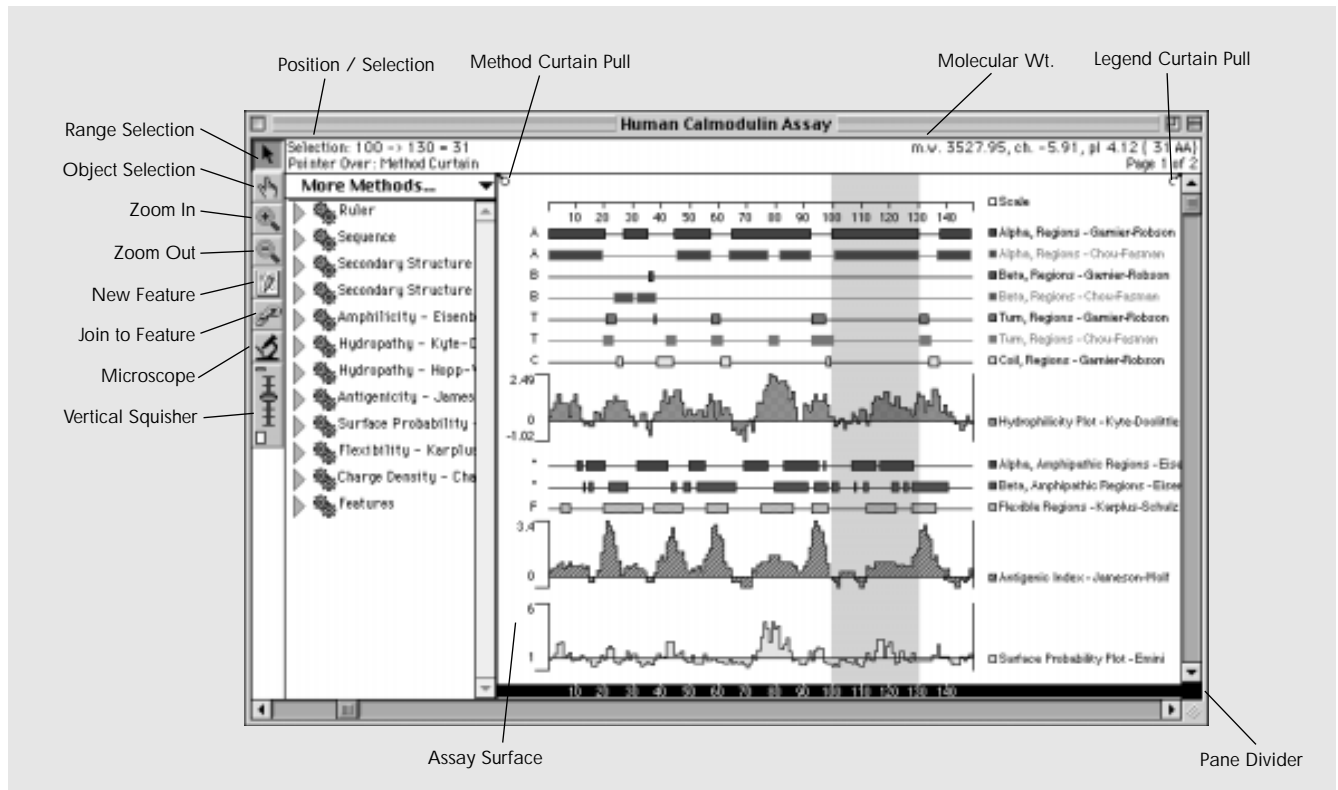 Position / Selection
Method Curtain Pull
Molecular Wt.
Legend Curtain Pull
Range Selection
Object Selection
Zoom In
Zoom Out
New Feature
Join to Feature
Microscope
Vertical Squisher
Human Calmodulin Assay
Selection: 100 -> 130 = 31
m.w. 3527.95, ch. -5.91, pI 4.12 ( 31 AA)
Pointer Over: Method Curtain
Page 1 of 2
More Methods...
Ruler
Sequence
Secondary Structure
Secondary Structure
Amphilicity - Eisenb
Hydropathy - Kyte-D
Hydropathy - Hopp-
Antigenicity - James
Surface Probability -
Flexibility - Karplus
Charge Density - Cha
Features
Scale
10 20 30 40 50 60 70 80 90 100 110 120 130 140
A Alpha, Regions - Garnier-Robson
A Alpha, Regions - Chou-Fasman
B Beta, Regions - Garnier-Robson
B Beta, Regions - Chou-Fasman
T Turn, Regions - Garnier-Robson
T Turn, Regions - Chou-Fasman
C Coil, Regions - Garnier-Robson
2.49
0
-1.02
Hydrophilicity Plot - Kyte-Doolittle
* Alpha, Amphipathic Regions - Eise
* Beta, Amphipathic Regions - Eisen
F Flexible Regions - Karplus-Schulz
3.4
0
Antigenic Index - Jameson-Wolf
6
1
Surface Probability Plot - Emini
10 20 30 40 50 60 70 80 90 100 110 120 130 140
Assay Surface
Pane Divider